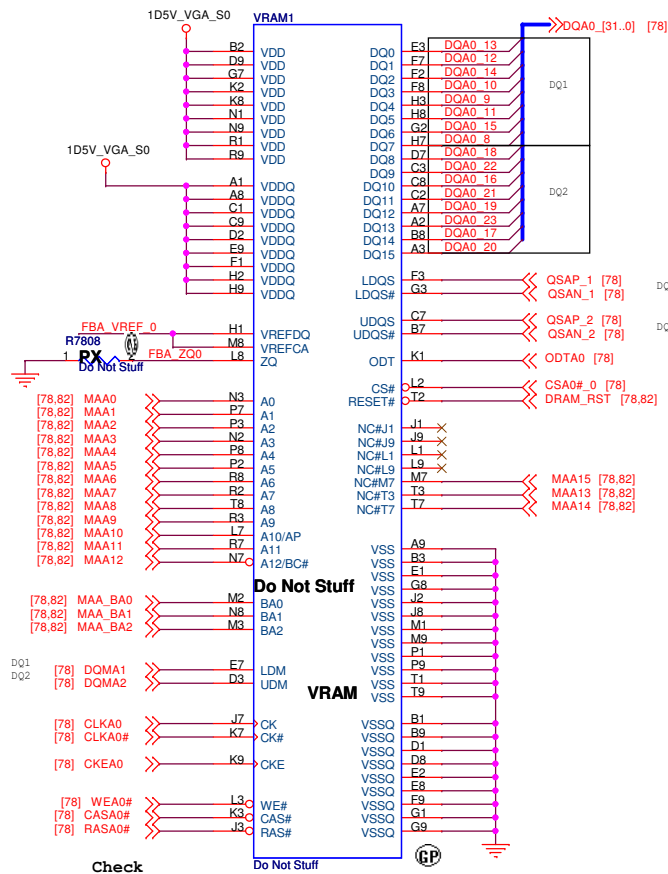 1D5V_VGA_S0
VRAM1
DQA0_[31..0] [78]
B2 VDD DQ0 E3 DQA0_13
D9 VDD DQ1 F7 DQA0_12
G7 VDD DQ2 F2 DQA0_14
K2 VDD DQ3 F8 DQA0_10 DQ1
K8 VDD DQ4 H3 DQA0_9
N1 VDD DQ5 H8 DQA0_11
N9 VDD DQ6 G2 DQA0_15
R1 VDD DQ7 H7 DQA0_8
R9 VDD DQ8 D7 DQA0_18
1D5V_VGA_S0
DQ9 C3 DQA0_22
A1 VDDQ DQ10 C8 DQA0_16 DQ2
A8 VDDQ DQ11 C2 DQA0_21
C1 VDDQ DQ12 A7 DQA0_19
C9 VDDQ DQ13 A2 DQA0_23
D2 VDDQ DQ14 B8 DQA0_17
E9 VDDQ DQ15 A3 DQA0_20
F1 VDDQ
H2 VDDQ LDQS F3 QSAP_1 [78] DQ
H9 VDDQ LDQS# G3 QSAN_1 [78]
UDQS C7 QSAP_2 [78] DQ
FBA_VREF_0 H1 VREFDQ UDQS# B7 QSAN_2 [78]
R7808 M8 VREFCA
1 RX 2 FBA_ZQ0 L8 ZQ ODT K1 ODTA0 [78]
Do Not Stuff
CS# L2 CSA0#_0 [78]
[78,82] MAA0 N3 A0 RESET# T2 DRAM_RST [78,82]
[78,82] MAA1 P7 A1
[78,82] MAA2 P3 A2 NC#J1 J1
[78,82] MAA3 N2 A3 NC#J9 J9
[78,82] MAA4 P8 A4 NC#L1 L1
[78,82] MAA5 P2 A5 NC#L9 L9
[78,82] MAA6 R8 A6 NC#M7 M7 MAA15 [78,82]
[78,82] MAA7 R2 A7 NC#T3 T3 MAA13 [78,82]
[78,82] MAA8 T8 A8 NC#T7 T7 MAA14 [78,82]
[78,82] MAA9 R3 A9
[78,82] MAA10 L7 A10/AP
[78,82] MAA11 R7 A11 VSS A9
[78,82] MAA12 N7 A12/BC# VSS B3
VSS E1
Do Not Stuff VSS G8
[78,82] MAA_BA0 M2 BA0 VSS J2
[78,82] MAA_BA1 N8 BA1 VSS J8
[78,82] MAA_BA2 M3 BA2 VSS M1
VSS M9
VSS P1
DQ1 [78] DQMA1 E7 LDM VSS P9
DQ2 [78] DQMA2 D3 UDM VSS T1
VRAM VSS T9
[78] CLKA0 J7 CK VSSQ B1
[78] CLKA0# K7 CK# VSSQ B9
VSSQ D1
[78] CKEA0 K9 CKE VSSQ D8
VSSQ E2
VSSQ E8
[78] WEA0# L3 WE# VSSQ F9
[78] CASA0# K3 CAS# VSSQ G1
[78] RASA0# J3 RAS# VSSQ G9
Check Do Not Stuff GP